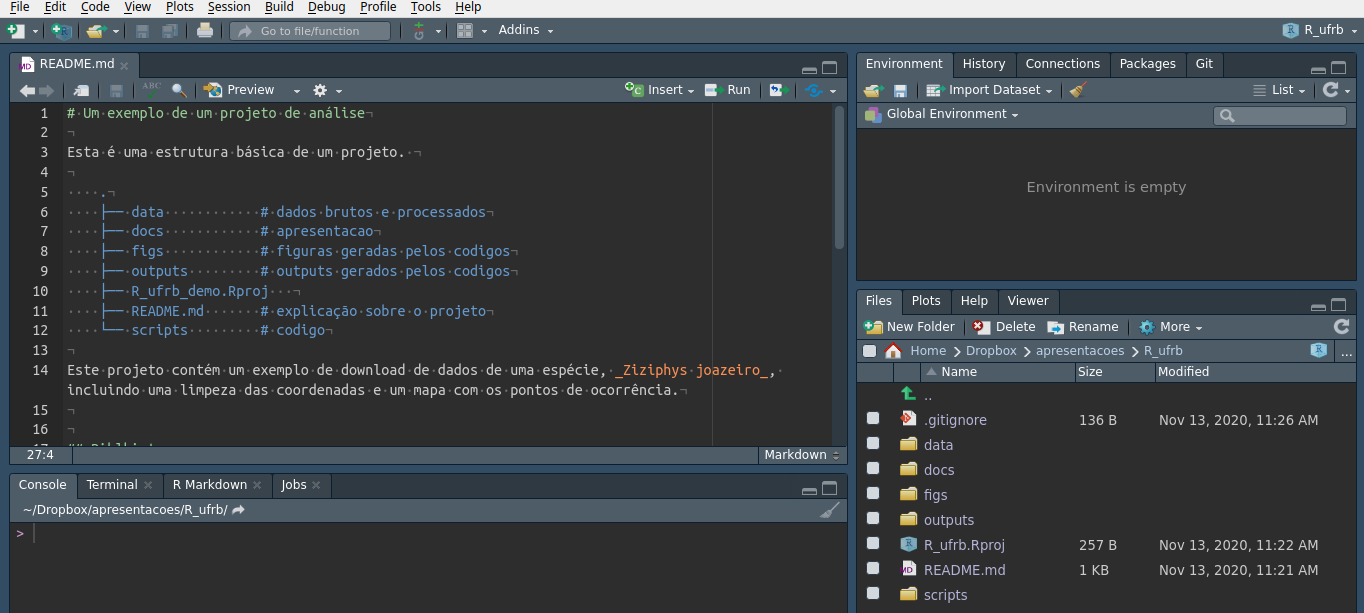 File Edit Code View Plots Session Build Debug Profile Tools Help
Go to file/function Addins R_ufrb
README.md
ABC Preview Insert Run
1 # Um exemplo de um projeto de análise
2
3 Esta é uma estrutura básica de um projeto.
4
5 .
6 ├── data # dados brutos e processados
7 ├── docs # apresentacao
8 ├── figs # figuras geradas pelos codigos
9 ├── outputs # outputs gerados pelos codigos
10 ├── R_ufrb_demo.Rproj
11 ├── README.md # explicação sobre o projeto
12 └── scripts # codigo
13
14 Este projeto contém um exemplo de download de dados de uma espécie, _Ziziphys joazeiro_,
incluindo uma limpeza das coordenadas e um mapa com os pontos de ocorrência.
15
16
27:4 Markdown
Console Terminal R Markdown Jobs
~/Dropbox/apresentacoes/R_ufrb/
>
Environment History Connections Packages Git
Import Dataset List
Global Environment
Environment is empty
Files Plots Help Viewer
New Folder Delete Rename More
Home Dropbox apresentacoes R_ufrb ...
Name Size Modified
..
.gitignore 136 B Nov 13, 2020, 11:26 AM
data
docs
figs
outputs
R_ufrb.Rproj 257 B Nov 13, 2020, 11:22 AM
README.md 1 KB Nov 13, 2020, 11:21 AM
scripts